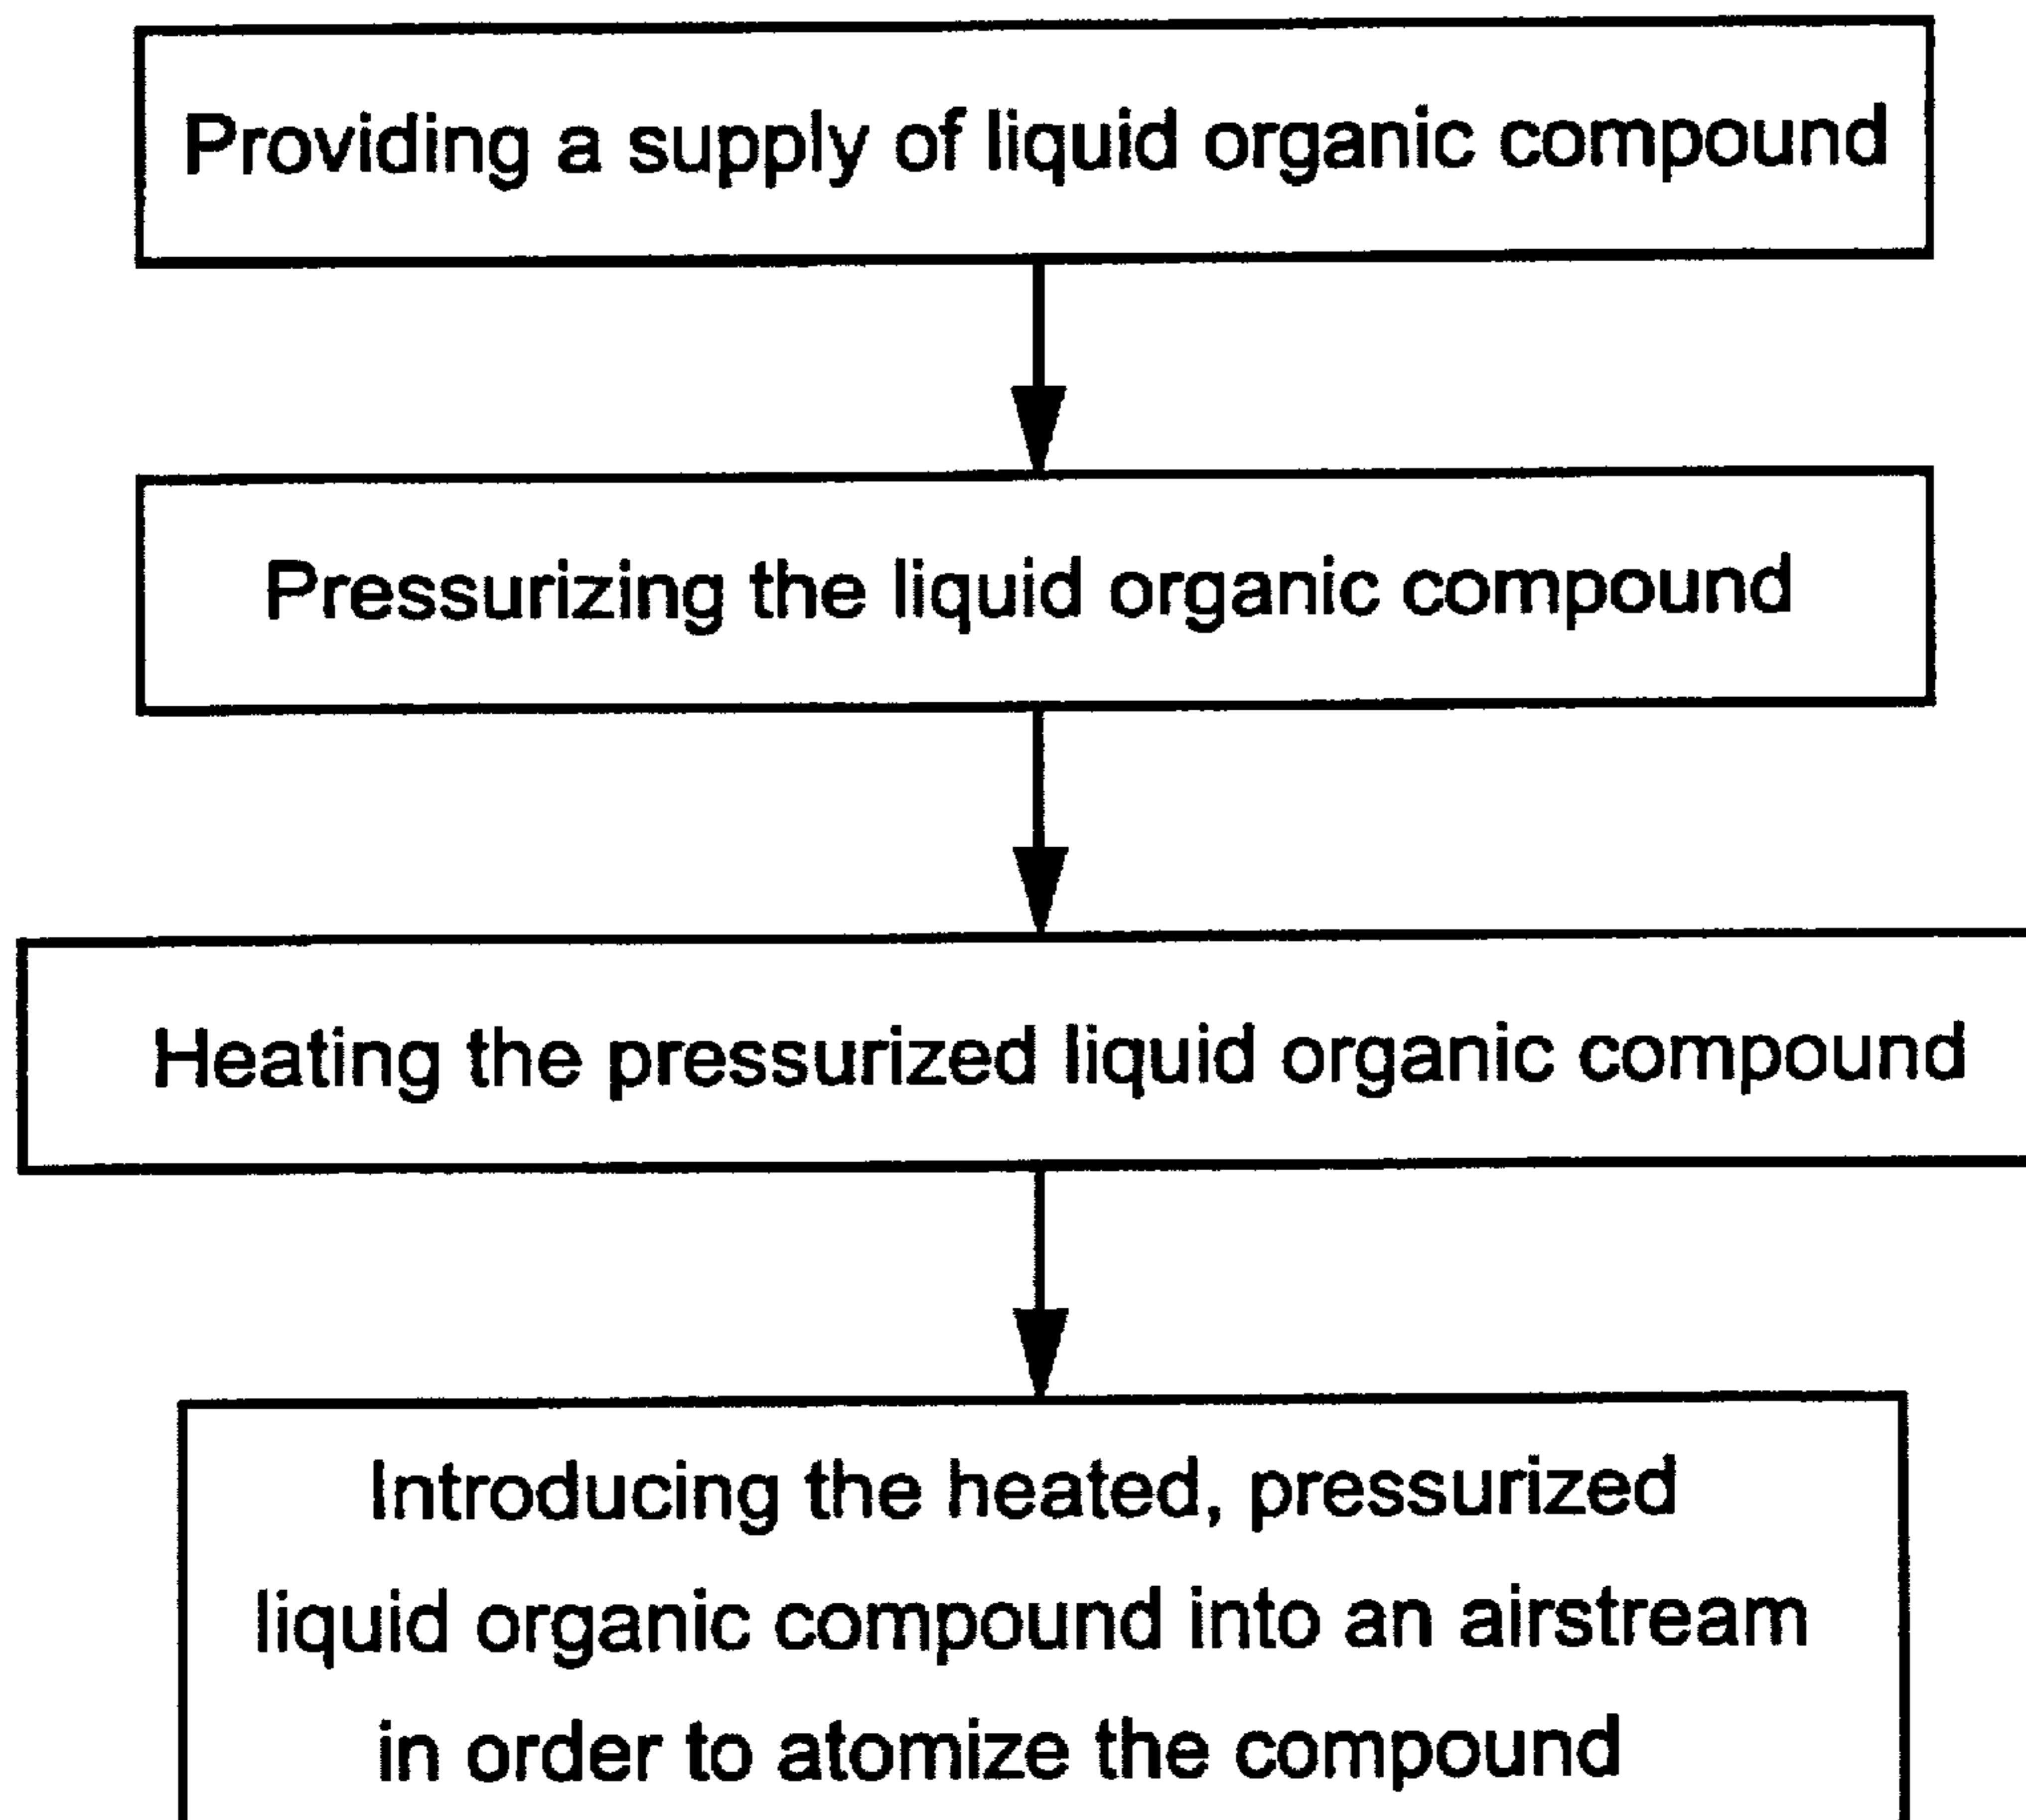 Providing a supply of liquid organic compound
Pressurizing the liquid organic compound
Heating the pressurized liquid organic compound
Introducing the heated, pressurized
liquid organic compound into an airstream
in order to atomize the compound